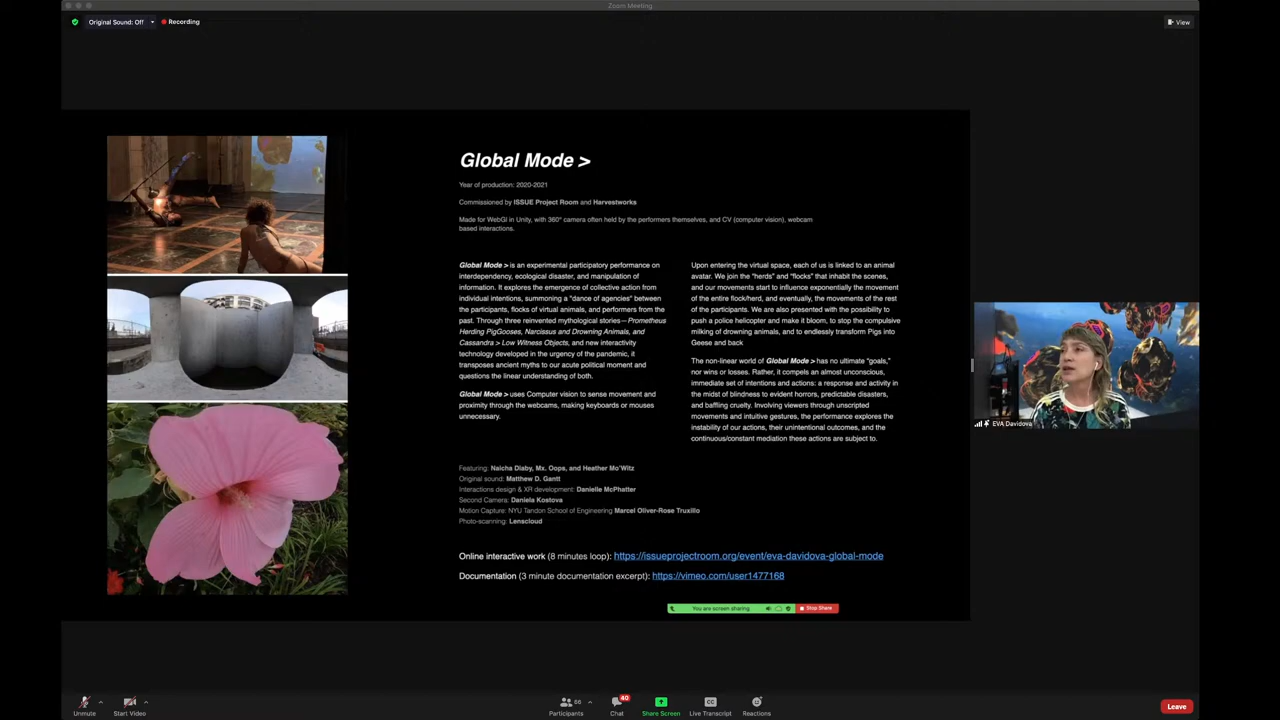 Zoom Meeting
Original Sound: Off
Recording
View
Global Mode >
Year of production: 2020-2021
Commissioned by ISSUE Project Room and Harvestworks
Made for WebGl in Unity, with 360° camera often held by the performers themselves, and CV (computer vision), webcam
based interactions.
Global Mode > is an experimental participatory performance on
interdependency, ecological disaster, and manipulation of
information. It explores the emergence of collective action from
individual intentions, summoning a "dance of agencies" between
the participants, flocks of virtual animals, and performers from the
past. Through three reinvented mythological stories—Prometheus
Herding PigGooses, Narcissus and Drowning Animals, and
Cassandra > Low Witness Objects, and new interactivity
technology developed in the urgency of the pandemic, it
transposes ancient myths to our acute political moment and
questions the linear understanding of both.
Global Mode > uses Computer vision to sense movement and
proximity through the webcams, making keyboards or mouses
unnecessary.
Upon entering the virtual space, each of us is linked to an animal
avatar. We join the "herds" and "flocks" that inhabit the scenes,
and our movements start to influence exponentially the movement
of the entire flock/herd, and eventually, the movements of the rest
of the participants. We are also presented with the possibility to
push a police helicopter and make it bloom, to stop the compulsive
milking of drowning animals, and to endlessly transform Pigs into
Geese and back
The non-linear world of Global Mode > has no ultimate "goals,"
nor wins or losses. Rather, it compels an almost unconscious,
immediate set of intentions and actions: a response and activity in
the midst of blindness to evident horrors, predictable disasters,
and baffling cruelty. Involving viewers through unscripted
movements and intuitive gestures, the performance explores the
instability of our actions, their unintentional outcomes, and the
continuous/constant mediation these actions are subject to.
Featuring: Naicha Diaby, Mx. Oops, and Heather Mo'Witz
Original sound: Matthew D. Gantt
Interactions design & XR development: Danielle McPhatter
Second Camera: Daniela Kostova
Motion Capture: NYU Tandon School of Engineering Marcel Oliver-Rose Truxillo
Photo-scanning: Lenscloud
Online interactive work (8 minutes loop): https://issueprojectroom.org/event/eva-davidova-global-mode
Documentation (3 minute documentation excerpt): https://vimeo.com/user1477168
You are screen sharing
Stop Share
EVA Davidova
Unmute
Start Video
Participants
66
Chat
40
Share Screen
CC
Live Transcript
Reactions
Leave